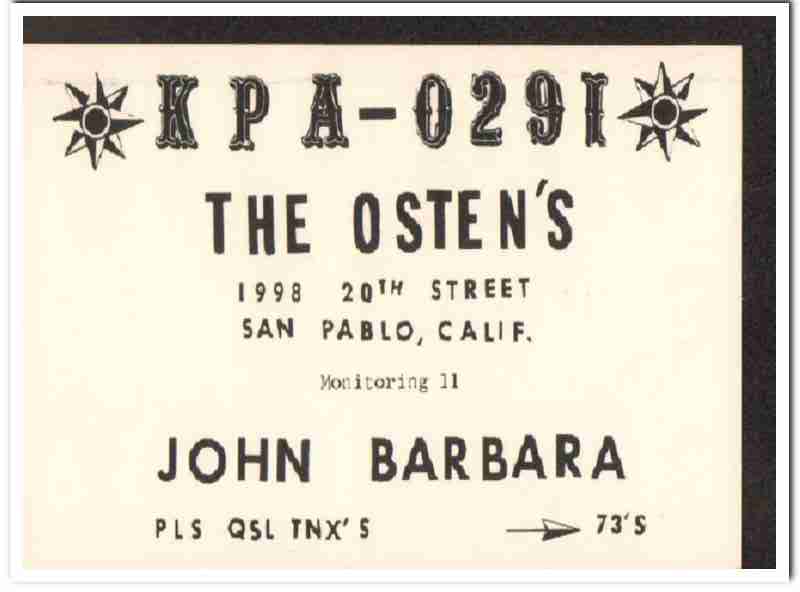 KPA-0291
THE OSTEN'S
1998 20TH STREET
SAN PABLO, CALIF.
Monitoring 11
JOHN BARBARA
PLS QSL TNX'S 73'S